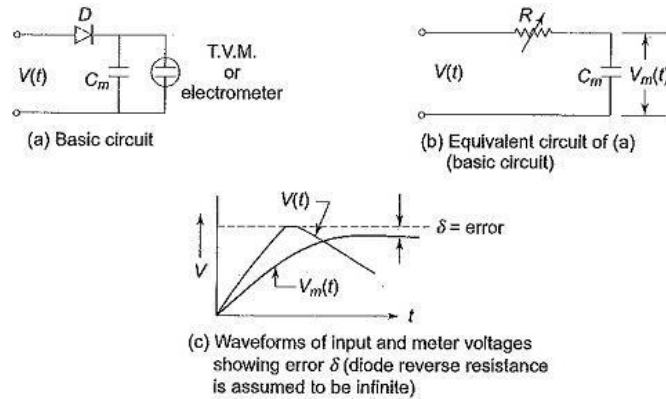 D
V(t)
C_m
T.V.M.
or
electrometer
(a) Basic circuit
R
V(t)
C_m
V_m(t)
(b) Equivalent circuit of (a)
(basic circuit)
V(t)
δ = error
V
V_m(t)
t
(c) Waveforms of input and meter voltages
showing error δ (diode reverse resistance
is assumed to be infinite)